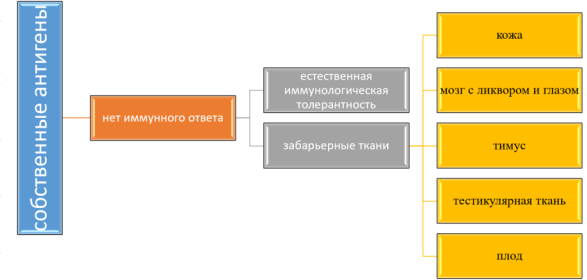 собственные антигены
нет иммунного ответа
естественная
иммунологическая
толерантность
забарьерные ткани
кожа
мозг с ликвором и глазом
тимус
тестикулярная ткань
плод